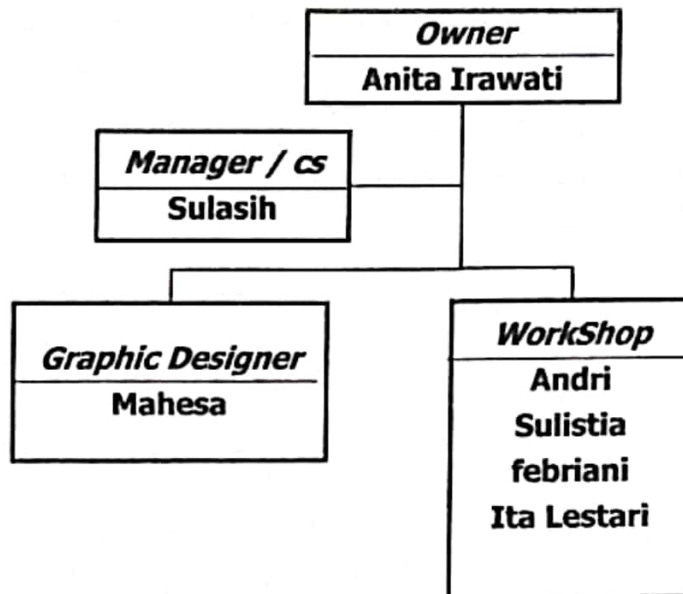 Owner
Anita Irawati
Manager / cs
Sulasih
Graphic Designer
Mahesa
WorkShop
Andri
Sulistia
febriani
Ita Lestari